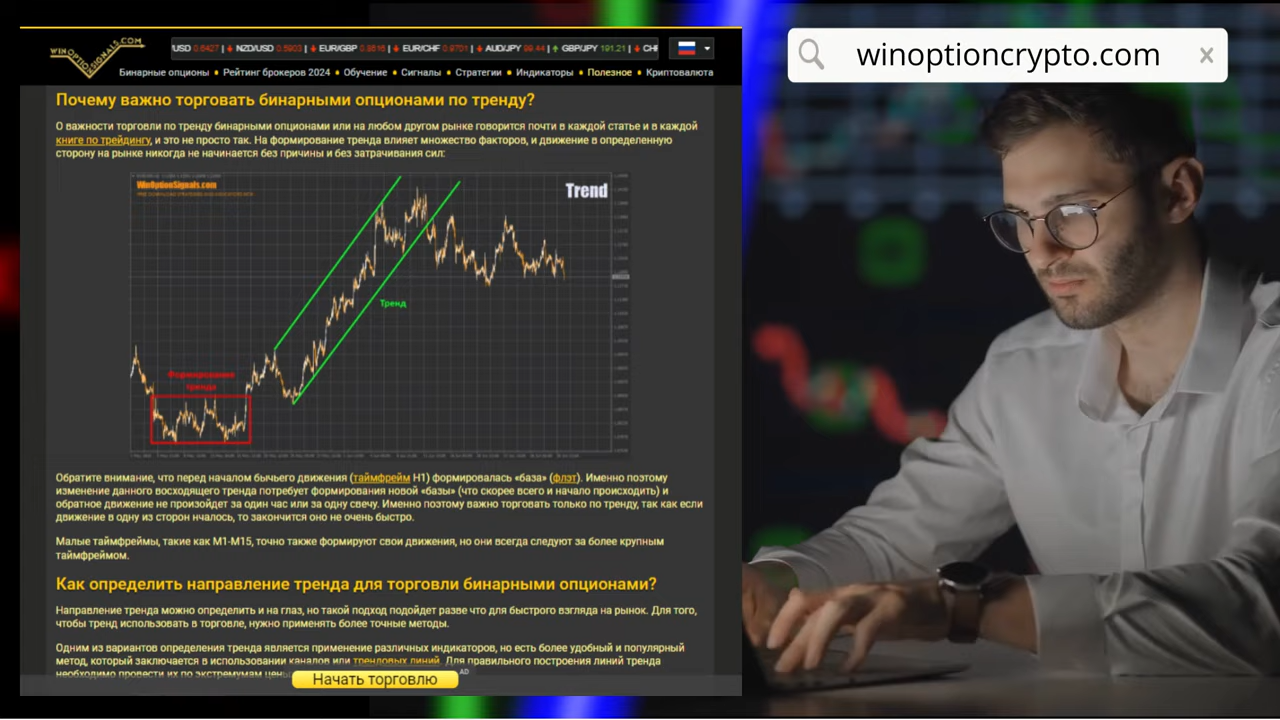 WINOPTIONSIGNALS.COM
USD 0.6427 | NZD/USD 0.5903 | EUR/GBP 0.8516 | EUR/CHF 0.9701 | AUD/JPY 99.44 | GBP/JPY 191.21 | CHF
Бинарные опционы • Рейтинг брокеров 2024 • Обучение • Сигналы • Стратегии • Индикаторы • Полезное • Криптовалюта
winoptioncrypto.com
Почему важно торговать бинарными опционами по тренду?
О важности торговли по тренду бинарными опционами или на любом другом рынке говорится почти в каждой статье и в каждой
книге по трейдингу, и это не просто так. На формирование тренда влияет множество факторов, и движение в определенную
сторону на рынке никогда не начинается без причины и без затрачивания сил:
WinOptionSignals.com
Trend
Тренд
Формирование
тренда
Обратите внимание, что перед началом бычьего движения (таймфрейм H1) формировалась «база» (флэт). Именно поэтому
изменение данного восходящего тренда потребует формирования новой «базы» (что скорее всего и начало происходить) и
обратное движение не произойдет за один час или за одну свечу. Именно поэтому важно торговать только по тренду, так как если
движение в одну из сторон нчалось, то закончится оно не очень быстро.
Малые таймфреймы, такие как M1-M15, точно также формируют свои движения, но они всегда следуют за более крупным
таймфреймом.
Как определить направление тренда для торговли бинарными опционами?
Направление тренда можно определить и на глаз, но такой подход подойдет разве что для быстрого взгляда на рынок. Для того,
чтобы тренд использовать в торговле, нужно применять более точные методы.
Одним из вариантов определения тренда является применение различных индикаторов, но есть более удобный и популярный
метод, который заключается в использовании каналов или трендовых линий. Для правильного построения линий тренда
необходимо провести их по экстремумам цены
Начать торговлю
AD